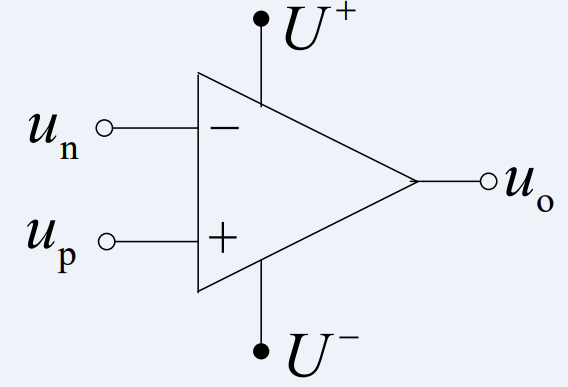 U⁺
uₙ −
uₒ
uₚ +
U⁻